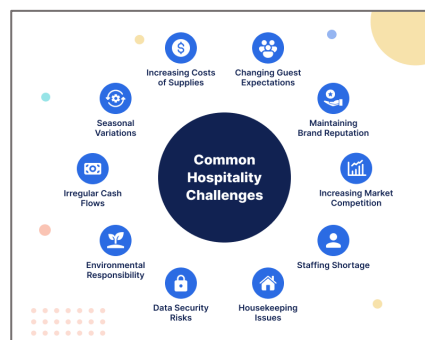 Increasing Costs
of Supplies
Changing Guest
Expectations
Seasonal
Variations
Maintaining
Brand Reputation
Common
Hospitality
Challenges
Irregular Cash
Flows
Increasing Market
Competition
Environmental
Responsibility
Staffing Shortage
Data Security
Risks
Housekeeping
Issues